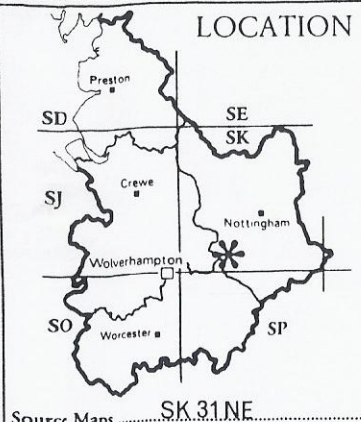 LOCATION
Preston
SD
SE
SK
SJ
Crewe
Nottingham
Wolverhampton
SO
Worcester
SP
Source Maps SK 31 NE